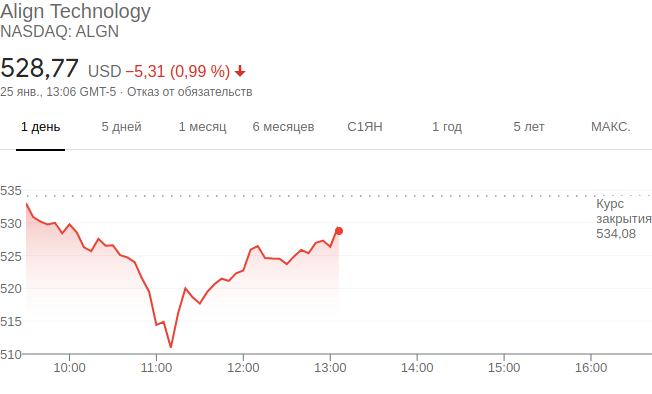 Align Technology
NASDAQ: ALGN
528,77 USD −5,31 (0,99 %)
25 янв., 13:06 GMT-5 · Отказ от обязательств
1 день 5 дней 1 месяц 6 месяцев С1ЯН 1 год 5 лет МАКС.
535
Курс
закрытия
534,08
530
525
520
515
510
10:00 11:00 12:00 13:00 14:00 15:00 16:00